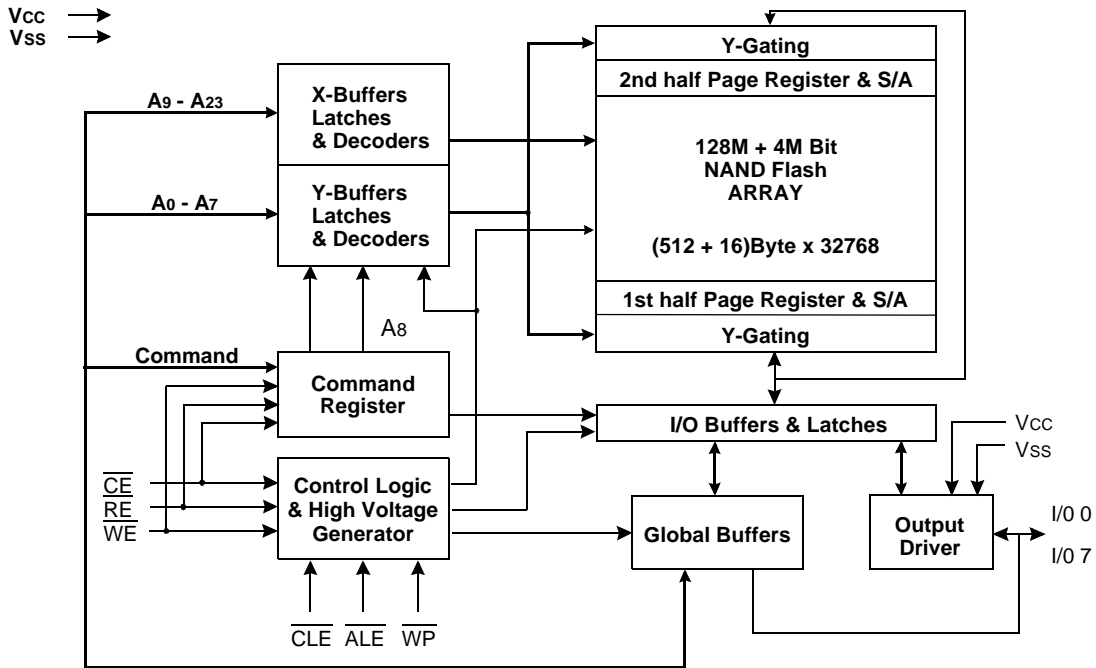 VCC
VSS
A9 - A23
X-Buffers
Latches
& Decoders
A0 - A7
Y-Buffers
Latches
& Decoders
Y-Gating
2nd half Page Register & S/A
128M + 4M Bit
NAND Flash
ARRAY
(512 + 16)Byte x 32768
1st half Page Register & S/A
Y-Gating
A8
Command
Command
Register
I/O Buffers & Latches
VCC
VSS
CE
RE
WE
Control Logic
& High Voltage
Generator
Global Buffers
Output
Driver
I/0 0
I/0 7
CLE
ALE
WP